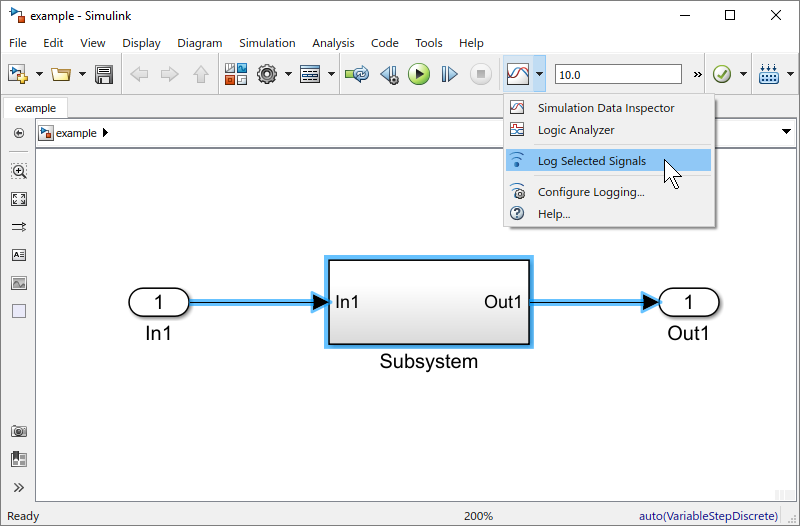 example - Simulink
File Edit View Display Diagram Simulation Analysis Code Tools Help
10.0 »
example
example
Simulation Data Inspector
Logic Analyzer
Log Selected Signals
Configure Logging...
Help...
1 In1 Out1 1
In1 Subsystem Out1
Ready 200% auto(VariableStepDiscrete)